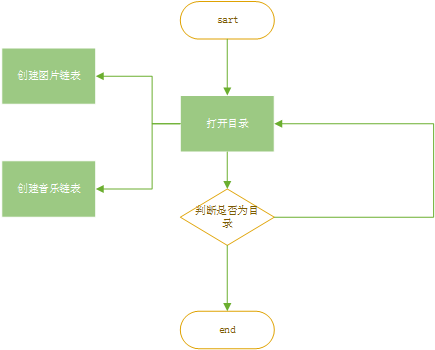 sart
创建图片链表
打开目录
创建音乐链表
判断是否为目
录
end